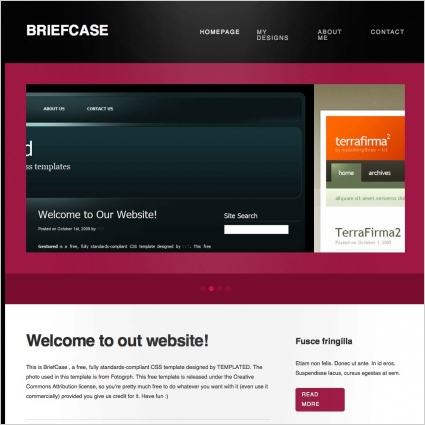 BRIEFCASE
HOMEPAGE
MY
DESIGNS
ABOUT
ME
CONTACT
ABOUT US
CONTACT US
d
ss templates
Welcome to Our Website!
Posted on October 1st, 2009 by
Gestured is a free, fully standards-compliant CSS template designed by . This free
Site Search
terrafirma2
home
archives
aliquam sit amet verseros do
TerraFirma2
Posted on October 1, 2009
Welcome to out website!
This is BriefCase , a free, fully standards-compliant CSS template designed by TEMPLATED. The
photo used in this template is from Fotogrph. This free template is released under the Creative
Commons Attribution license, so you're pretty much free to do whatever you want with it (even use it
commercially) provided you give us credit for it. Have fun :)
Fusce fringilla
Etiam non felis. Donec ut ante. In id eros.
Suspendisse lacus, cursus egestas at sem.
READ
MORE